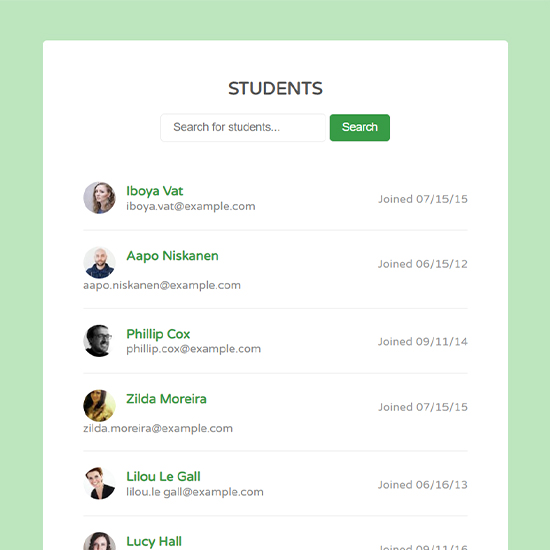 STUDENTS
Search for students... Search
Iboya Vat
iboya.vat@example.com
Joined 07/15/15
Aapo Niskanen
aapo.niskanen@example.com
Joined 06/15/12
Phillip Cox
phillip.cox@example.com
Joined 09/11/14
Zilda Moreira
zilda.moreira@example.com
Joined 07/15/15
Lilou Le Gall
lilou.le gall@example.com
Joined 06/16/13
Lucy Hall
Joined 09/11/16